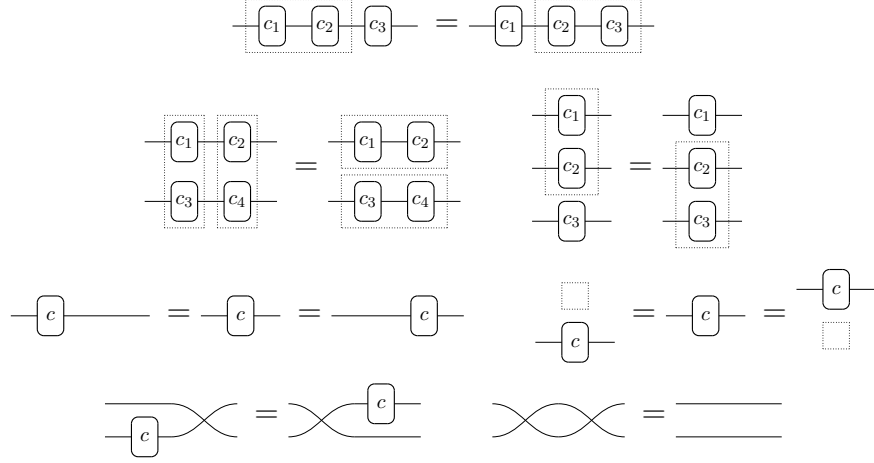 c₁ c₂ c₃ = c₁ c₂ c₃
c₁ c₂ = c₁ c₂
c₃ c₄ c₃ c₄
c₁ c₁
c₂ = c₂
c₃ c₃
c = c = c
c = c = c
c = c
=